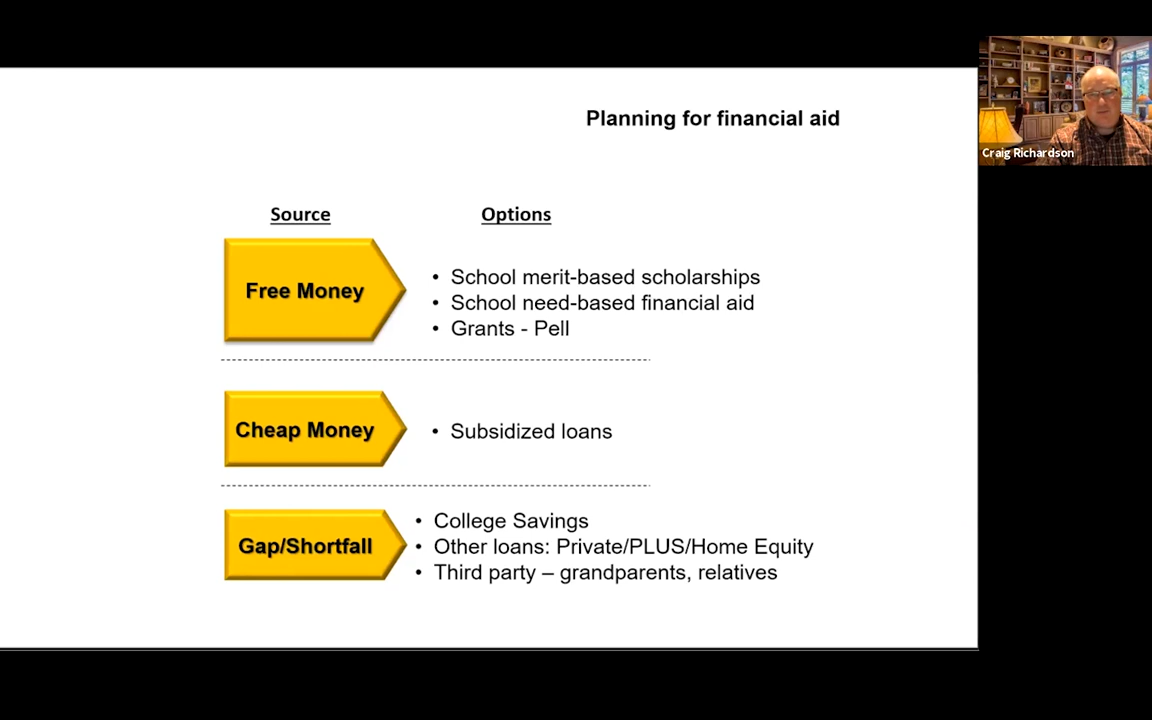 Planning for financial aid
Craig Richardson
Source
Options
Free Money
• School merit-based scholarships
• School need-based financial aid
• Grants - Pell
Cheap Money
• Subsidized loans
Gap/Shortfall
• College Savings
• Other loans: Private/PLUS/Home Equity
• Third party – grandparents, relatives